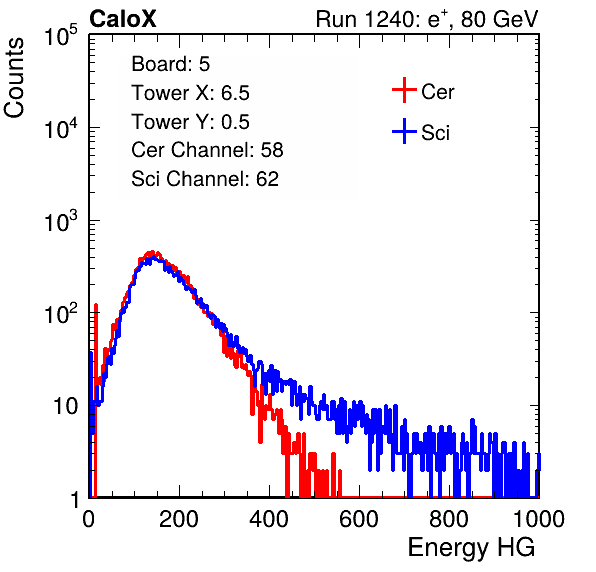 CaloX Run 1240: e⁺, 80 GeV
Board: 5
Tower X: 6.5
Tower Y: 0.5
Cer Channel: 58
Sci Channel: 62
Cer
Sci
Counts
10⁵
10⁴
10³
10²
10
1
0 200 400 600 800 1000
Energy HG